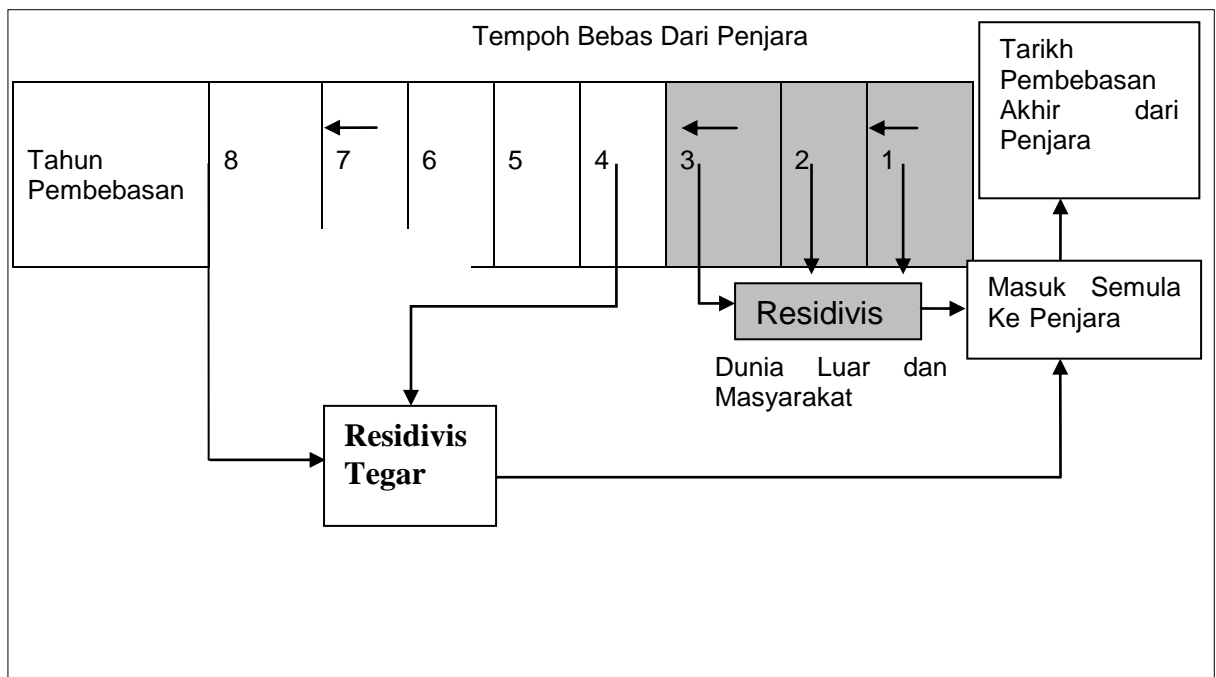 Tempoh Bebas Dari Penjara
Tarikh
Pembebasan
Akhir dari
Penjara
Tahun
Pembebasan
8 7 6 5 4 3 2 1
Residivis
Masuk Semula
Ke Penjara
Dunia Luar dan
Masyarakat
Residivis
Tegar